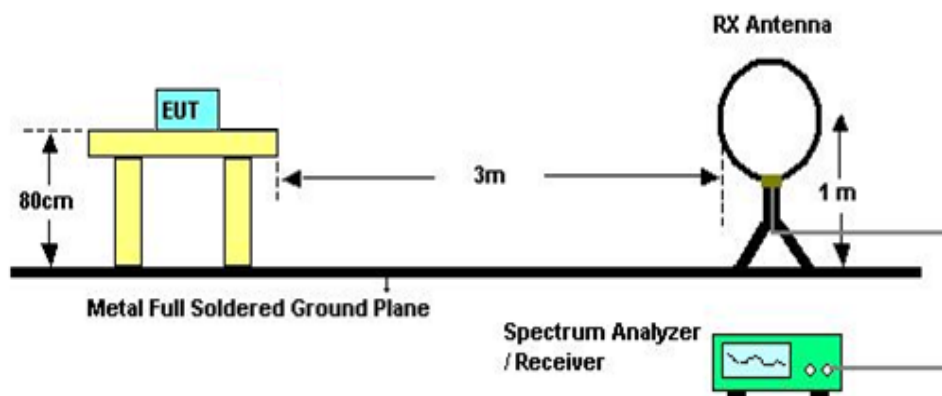 RX Antenna
EUT
3m
80cm
1 m
Metal Full Soldered Ground Plane
Spectrum Analyzer
/ Receiver